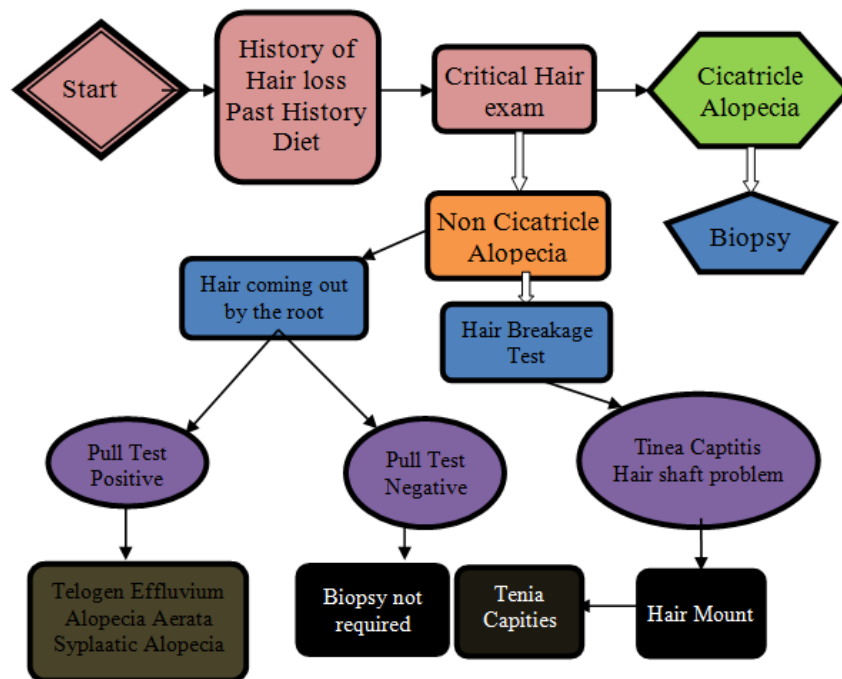 Start
History of
Hair loss
Past History
Diet
Critical Hair
exam
Cicatricle
Alopecia
Non Cicatricle
Alopecia
Biopsy
Hair coming out
by the root
Hair Breakage
Test
Pull Test
Positive
Pull Test
Negative
Tinea Captitis
Hair shaft problem
Telogen Effluvium
Alopecia Aerata
Syplaatic Alopecia
Biopsy not
required
Tenia
Capities
Hair Mount